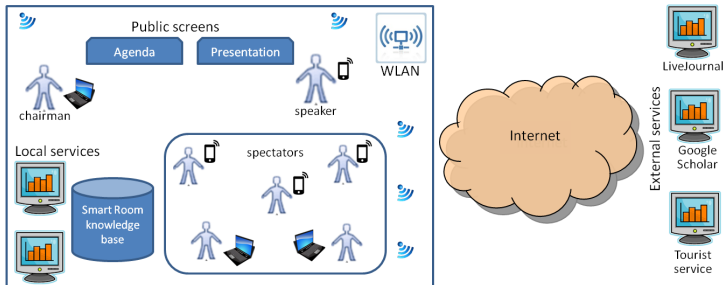 Public screens
Agenda
Presentation
WLAN
chairman
speaker
Local services
spectators
Smart Room
knowledge
base
Internet
External services
LiveJournal
Google
Scholar
Tourist
service